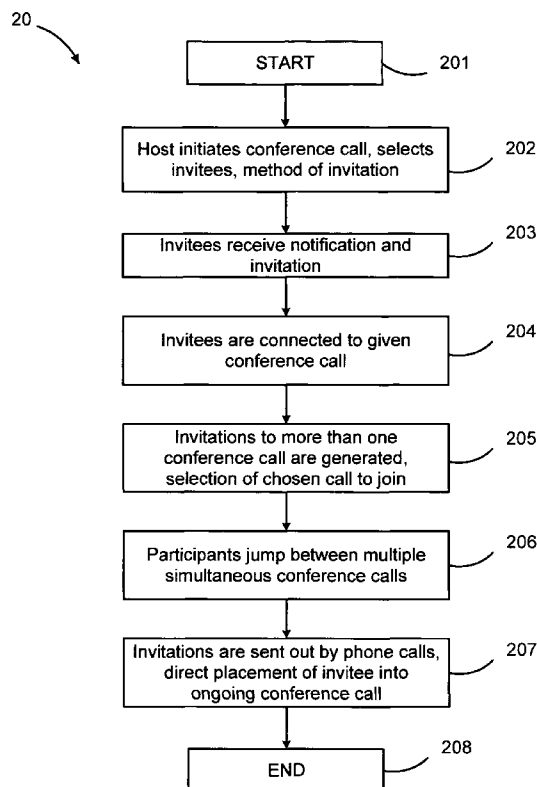 20
START
201
Host initiates conference call, selects
invitees, method of invitation
202
Invitees receive notification and
invitation
203
Invitees are connected to given
conference call
204
Invitations to more than one
conference call are generated,
selection of chosen call to join
205
Participants jump between multiple
simultaneous conference calls
206
Invitations are sent out by phone calls,
direct placement of invitee into
ongoing conference call
207
END
208